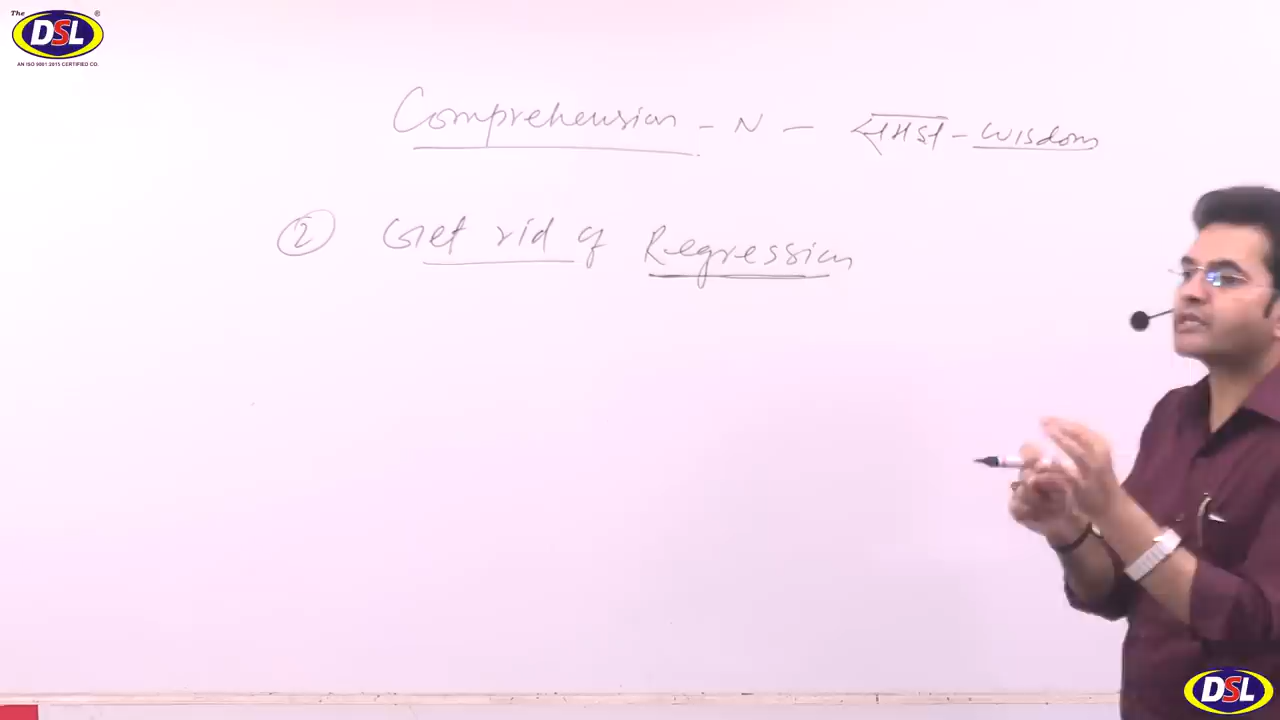 The
DSL
®
AN ISO 9001 2015 CERTIFIED CO.
Comprehension - N - समझ - Wisdom
② Get rid of Regression
DSL